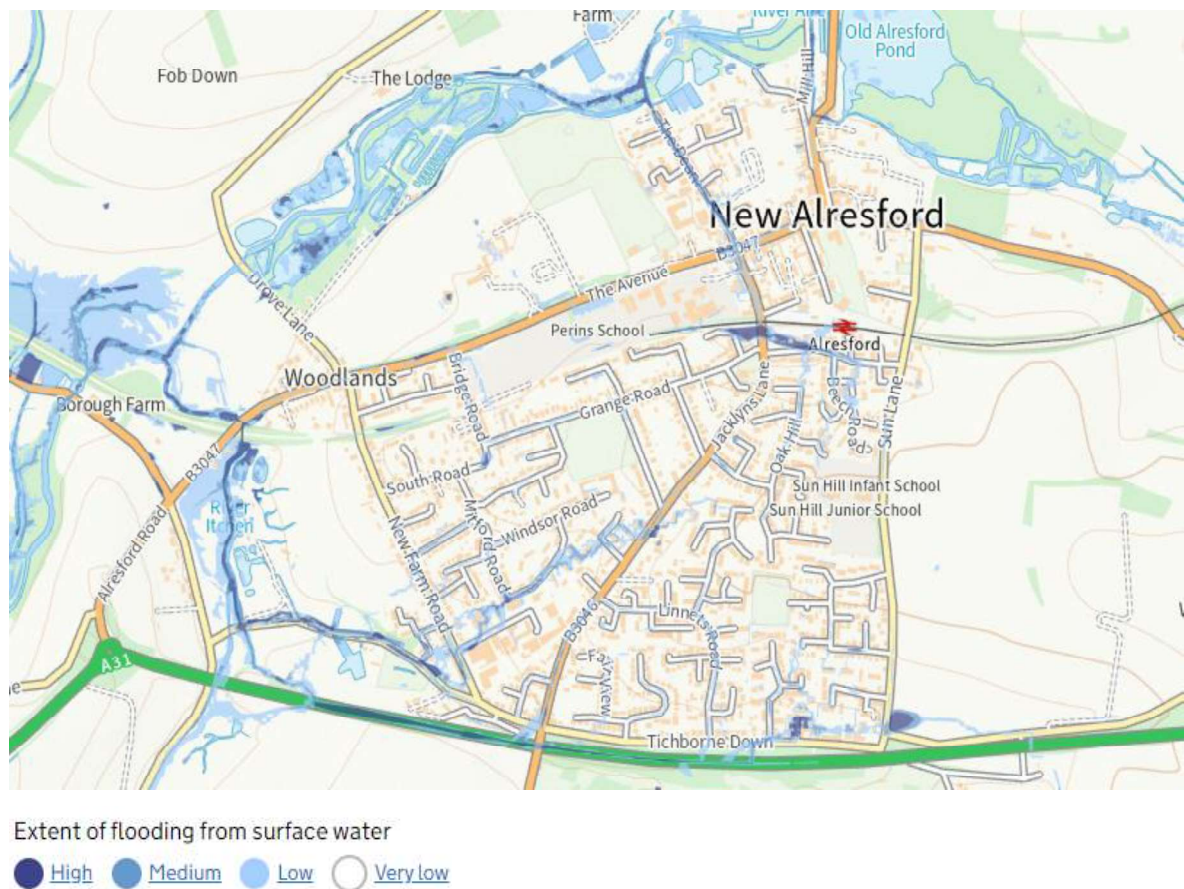 Farm
River Alre
Old Alresford
Pond
Fob Down
The Lodge
Mill Hill
The Dean
New Alresford
B3047
The Avenue
Drove Lane
Perins School
Alresford
Woodlands
Bridge Road
Grange Road
Jacklyns Lane
Beech Road
Sun Lane
Borough Farm
B3047
South Road
Oak Hill
Sun Hill Infant School
Sun Hill Junior School
River
Itchen
Mitford Road
Windsor Road
Alresford Road
New Farm Road
B3046
Linnets Road
A31
Fairview
Tichborne Down
Extent of flooding from surface water
High Medium Low Very low